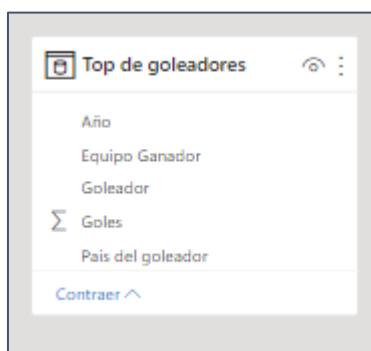 Top de goleadores
Año
Equipo Ganador
Goleador
∑ Goles
Pais del goleador
Contraer